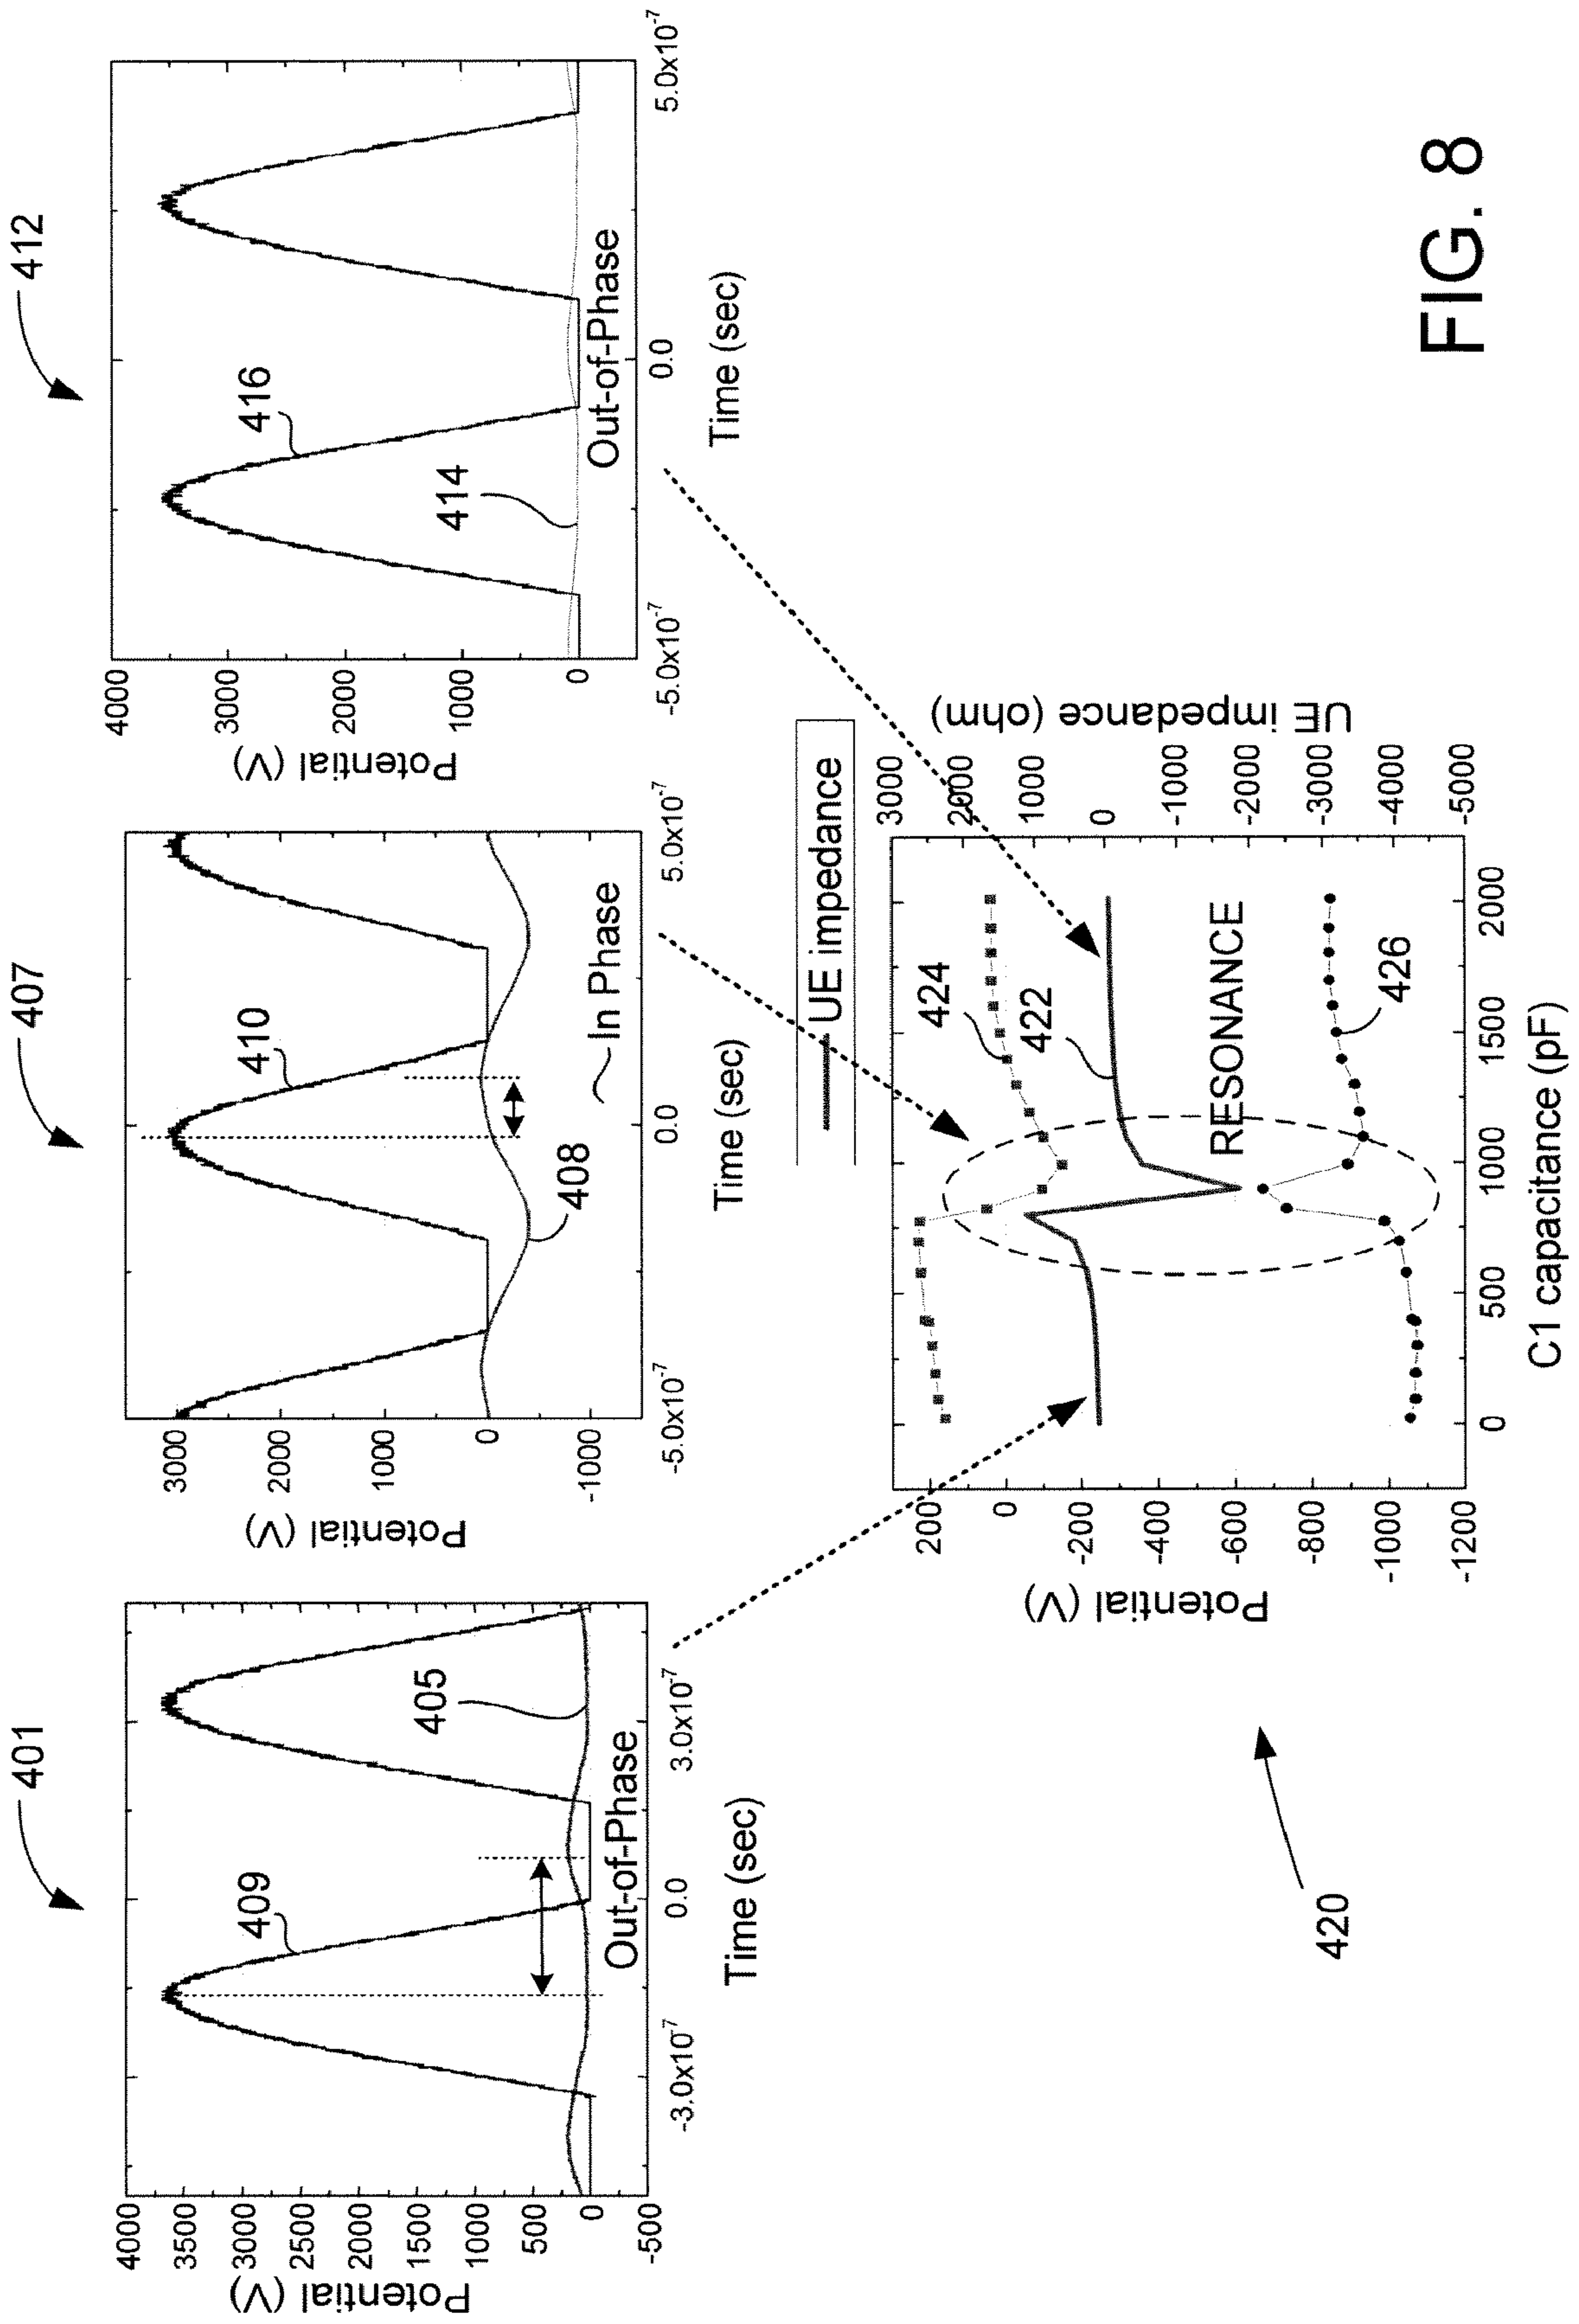 401
4000
3500
3000
2500
2000
1500
1000
500
0
-500
Potential (V)
409
405
Out-of-Phase
-3.0x10-7
0.0
3.0x10-7
Time (sec)
407
3000
2000
1000
0
-1000
Potential (V)
410
408
In Phase
-5.0x10-7
0.0
5.0x10-7
Time (sec)
412
4000
3000
2000
1000
0
Potential (V)
416
414
Out-of-Phase
-5.0x10-7
0.0
5.0x10-7
Time (sec)
UE impedance
420
200
0
-200
-400
-600
-800
-1000
-1200
Potential (V)
424
422
RESONANCE
426
3000
2000
1000
0
-1000
-2000
-3000
-4000
-5000
UE impedance (ohm)
0
500
1000
1500
2000
C1 capacitance (pF)
FIG. 8